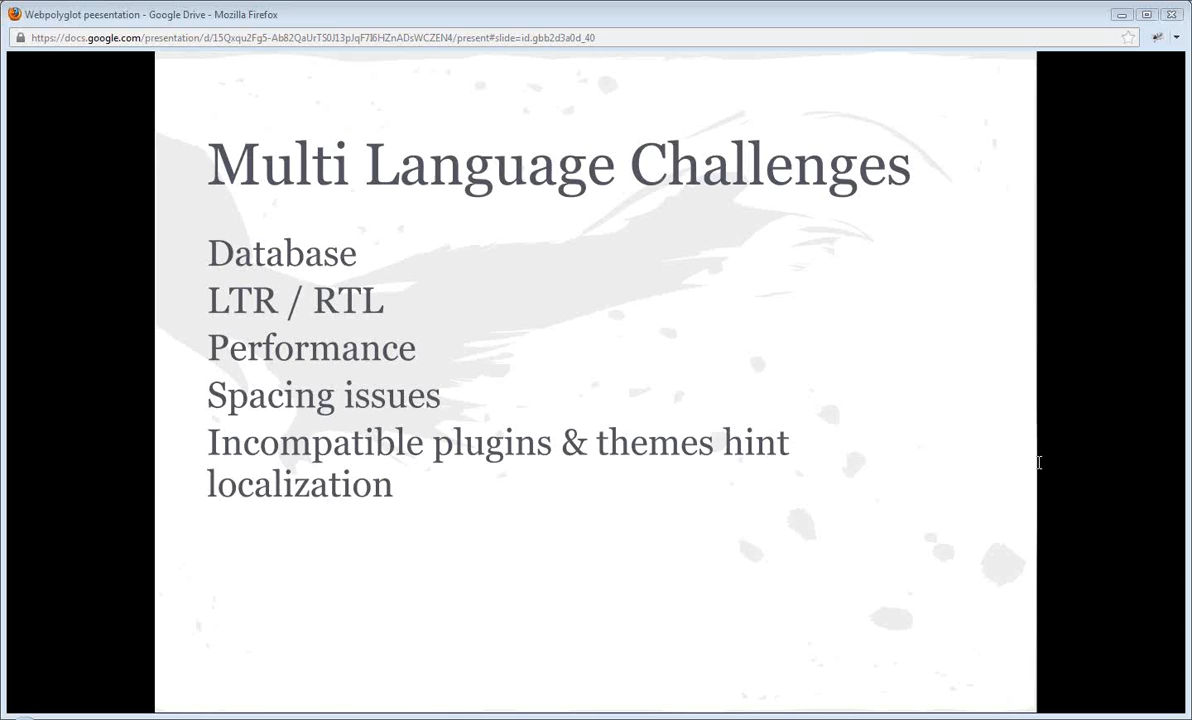 Webpolyglot peesentation - Google Drive - Mozilla Firefox
https://docs.google.com/presentation/d/15Qxqu2Fg5-Ab82QaUrTS0J13pJqF7I6HZnADsWCZEN4/present#slide=id.gbb2d3a0d_40
Multi Language Challenges
Database
LTR / RTL
Performance
Spacing issues
Incompatible plugins & themes hint
localization